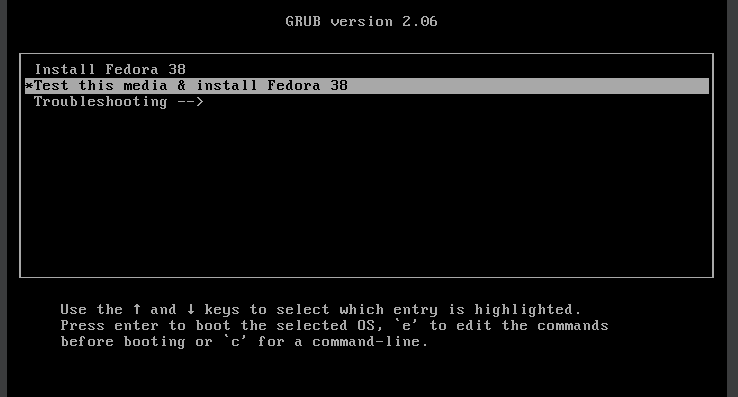 GRUB version 2.06
Install Fedora 38
*Test this media & install Fedora 38
Troubleshooting -->
Use the ↑ and ↓ keys to select which entry is highlighted.
Press enter to boot the selected OS, `e' to edit the commands
before booting or `c' for a command-line.